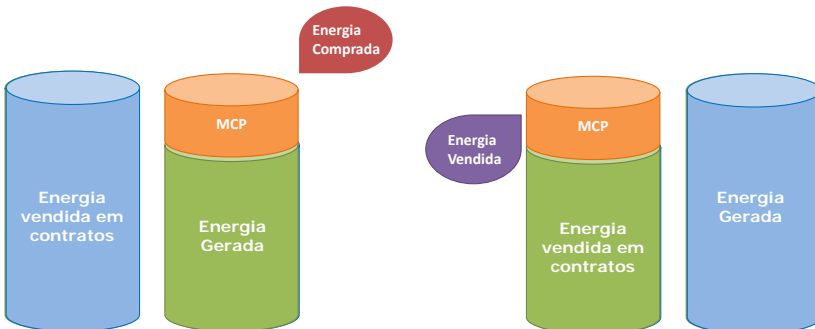 Energia
Comprada
MCP
Energia
vendida em
contratos
Energia
Gerada
MCP
Energia
Vendida
Energia
vendida em
contratos
Energia
Gerada